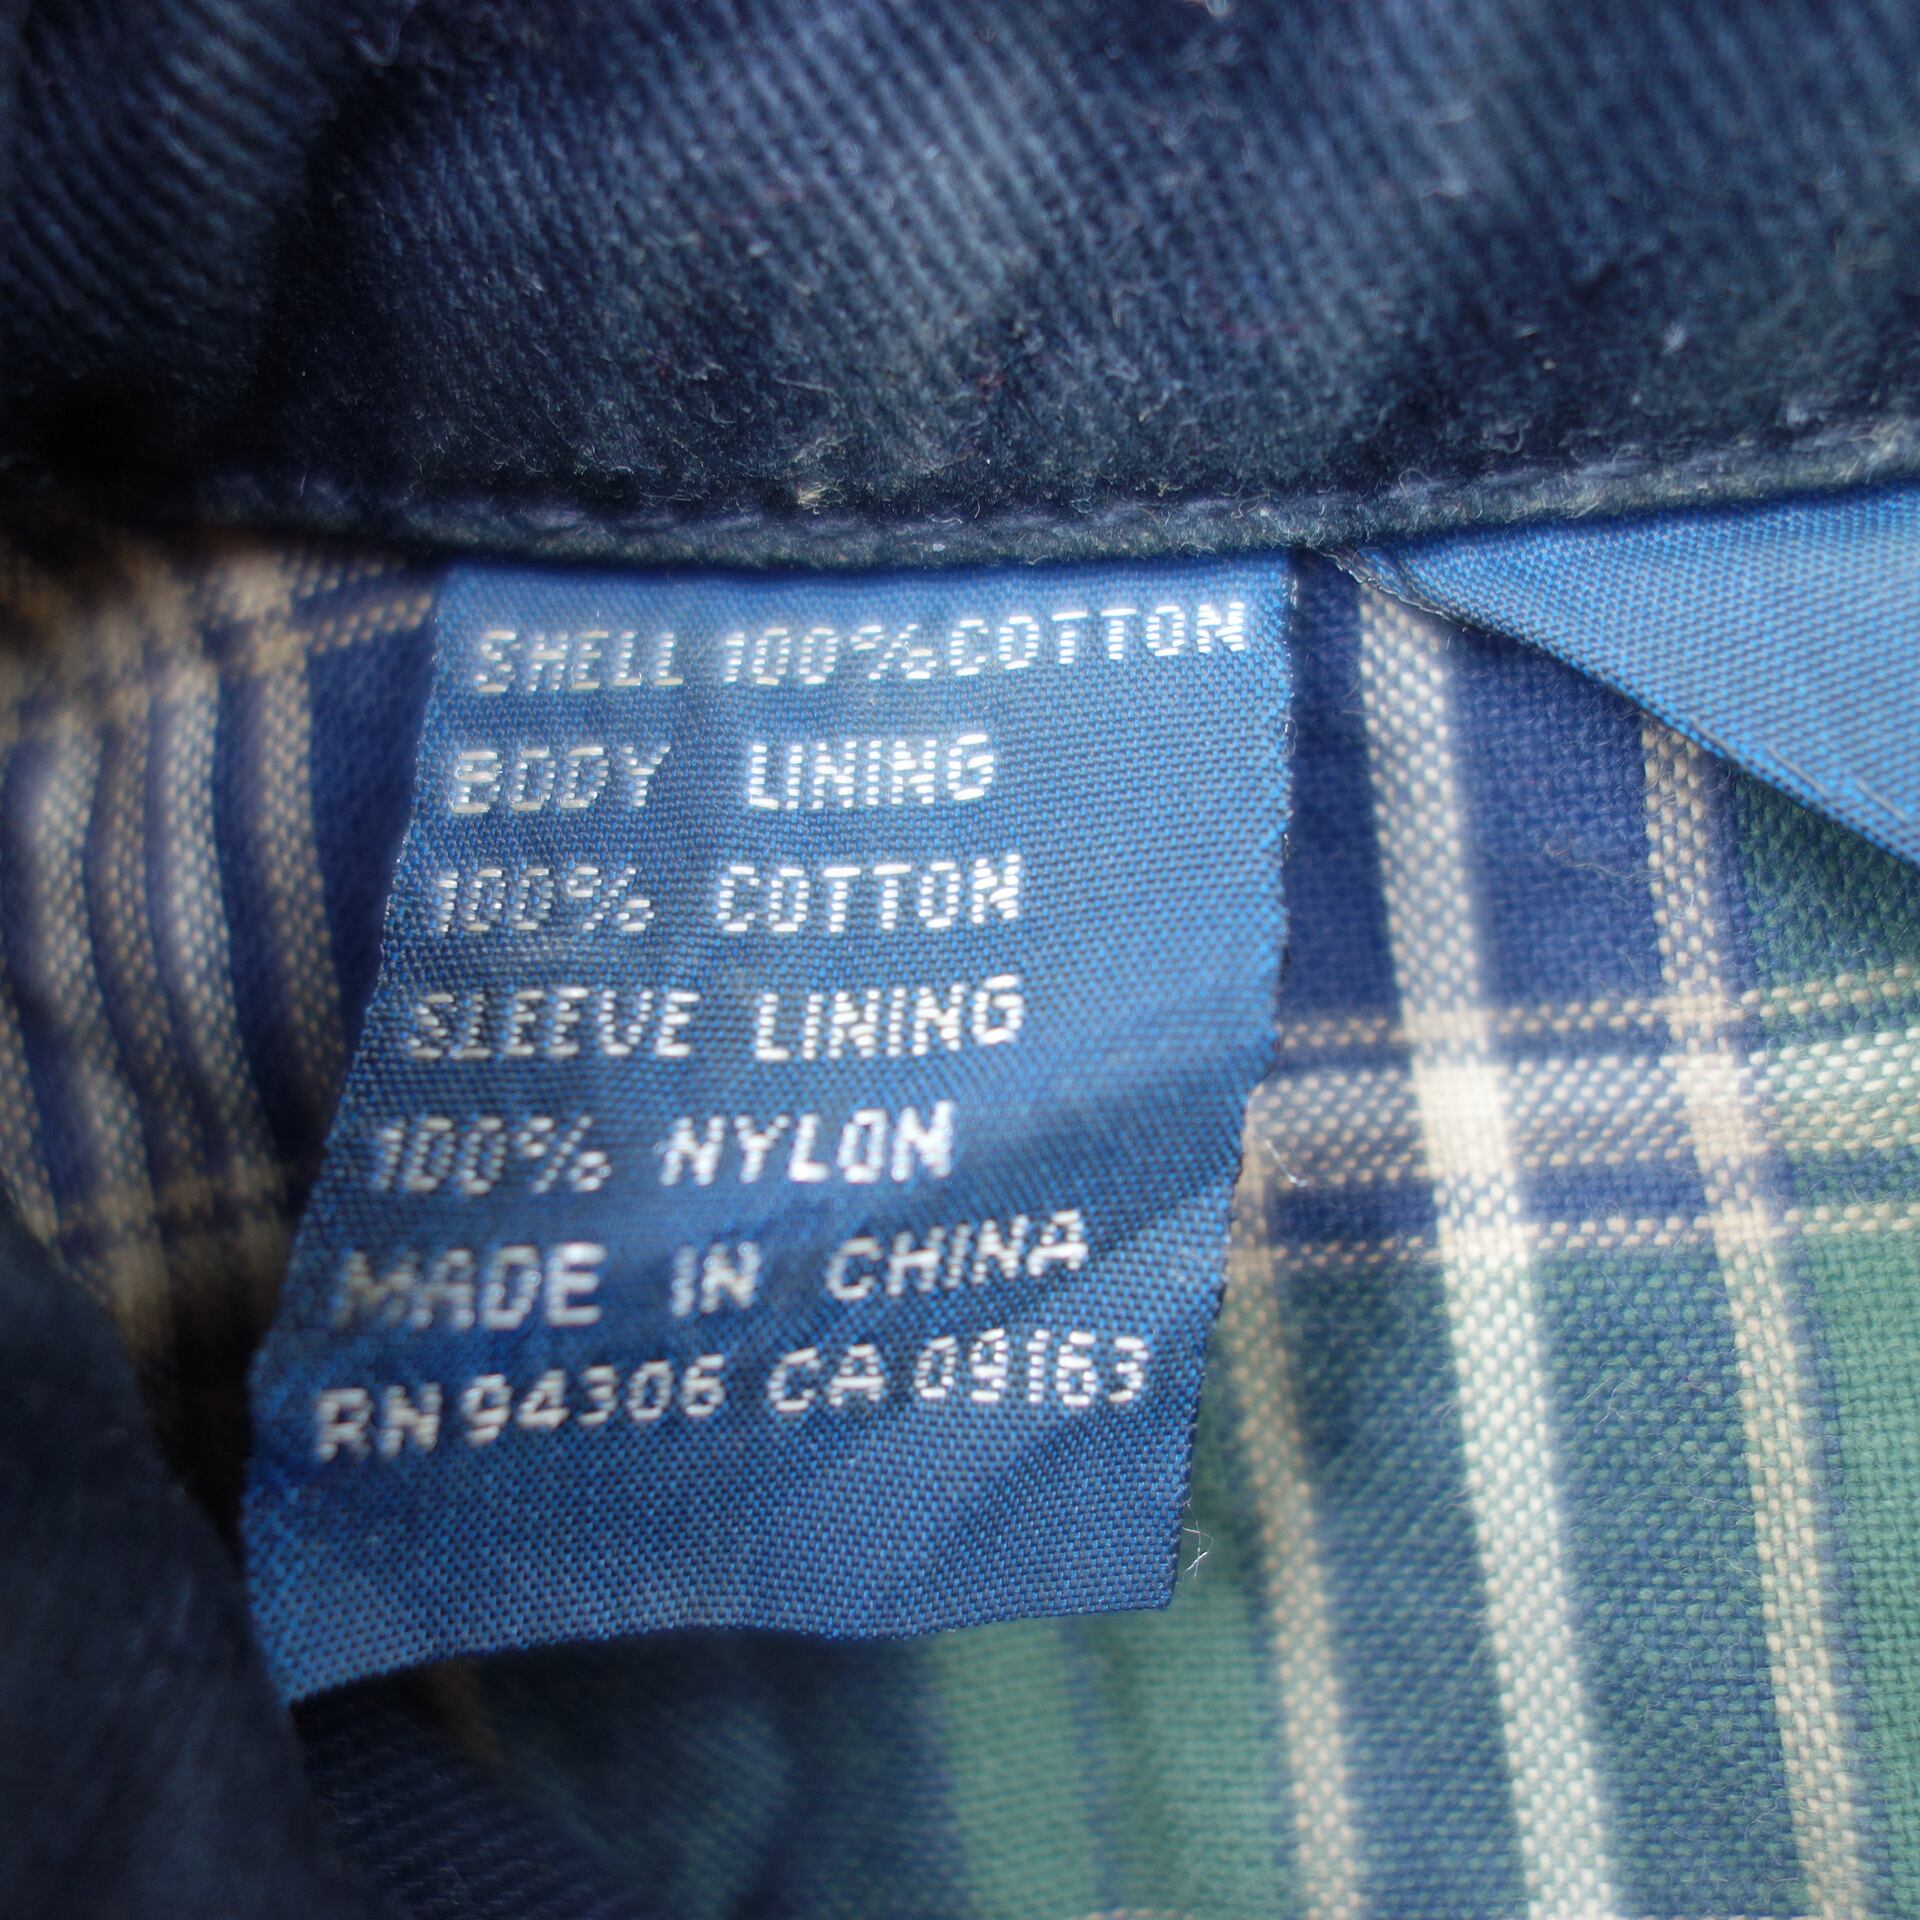 SHELL 100% COTTON
BODY LINING
100% COTTON
SLEEVE LINING
100% NYLON
MADE IN CHINA
RN 94306 CA 09163